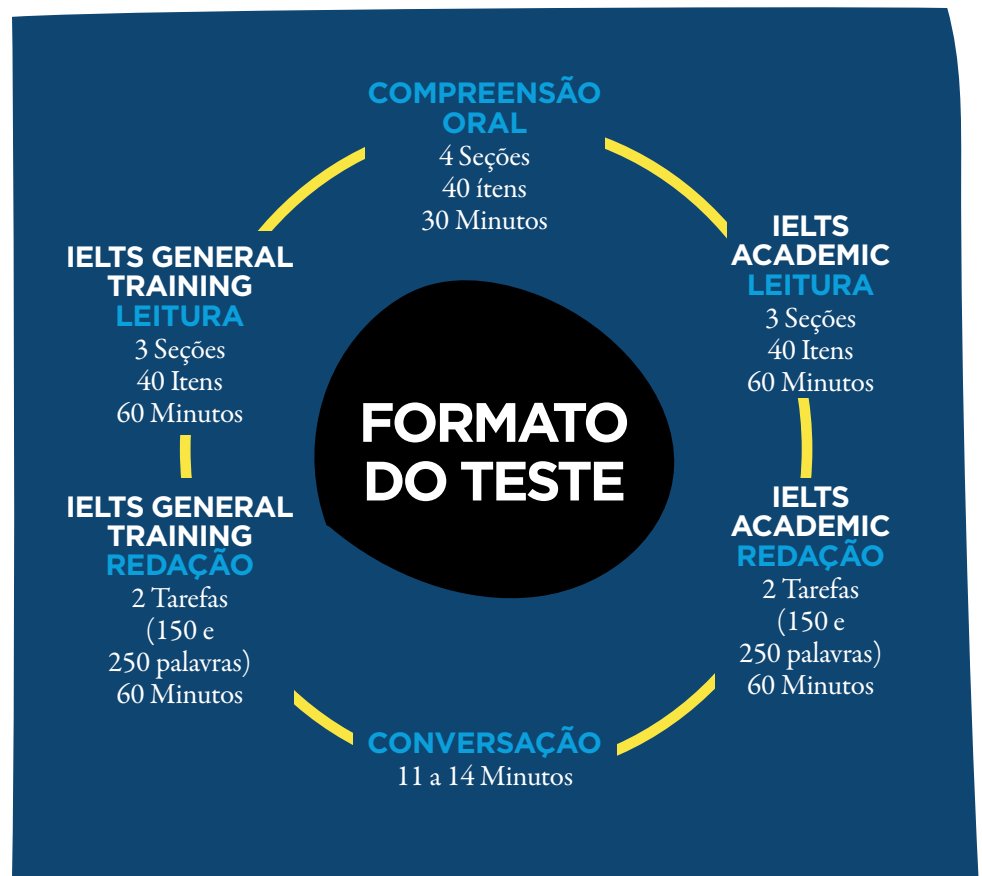 COMPREENSÃO
ORAL
4 Seções
40 ítens
30 Minutos
IELTS
ACADEMIC
LEITURA
3 Seções
40 Itens
60 Minutos
IELTS
ACADEMIC
REDAÇÃO
2 Tarefas
(150 e
250 palavras)
60 Minutos
CONVERSAÇÃO
11 a 14 Minutos
IELTS GENERAL
TRAINING
LEITURA
3 Seções
40 Itens
60 Minutos
IELTS GENERAL
TRAINING
REDAÇÃO
2 Tarefas
(150 e
250 palavras)
60 Minutos
FORMATO
DO TESTE